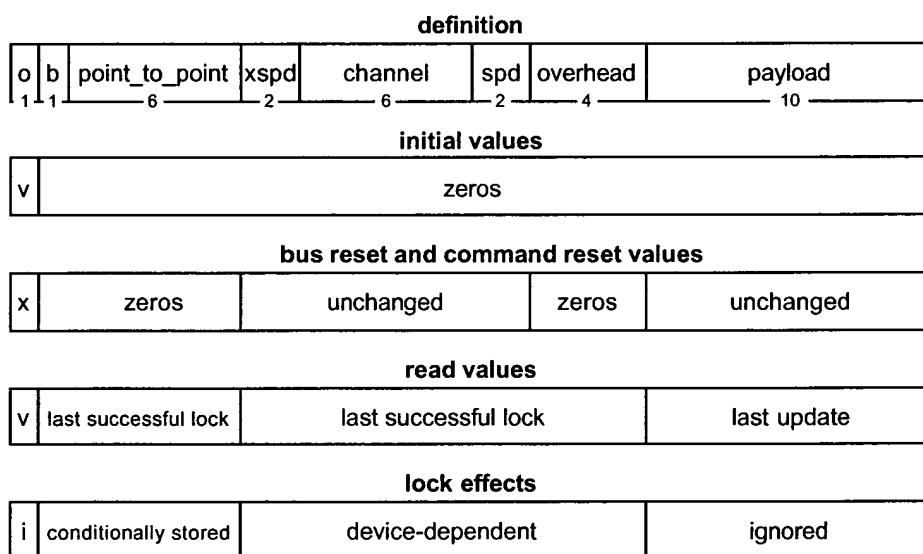 definition
o b point_to_point xspd channel spd overhead payload
1 1 6 2 6 2 4 10
initial values
v zeros
bus reset and command reset values
x zeros unchanged zeros unchanged
read values
v last successful lock last successful lock last update
lock effects
i conditionally stored device-dependent ignored